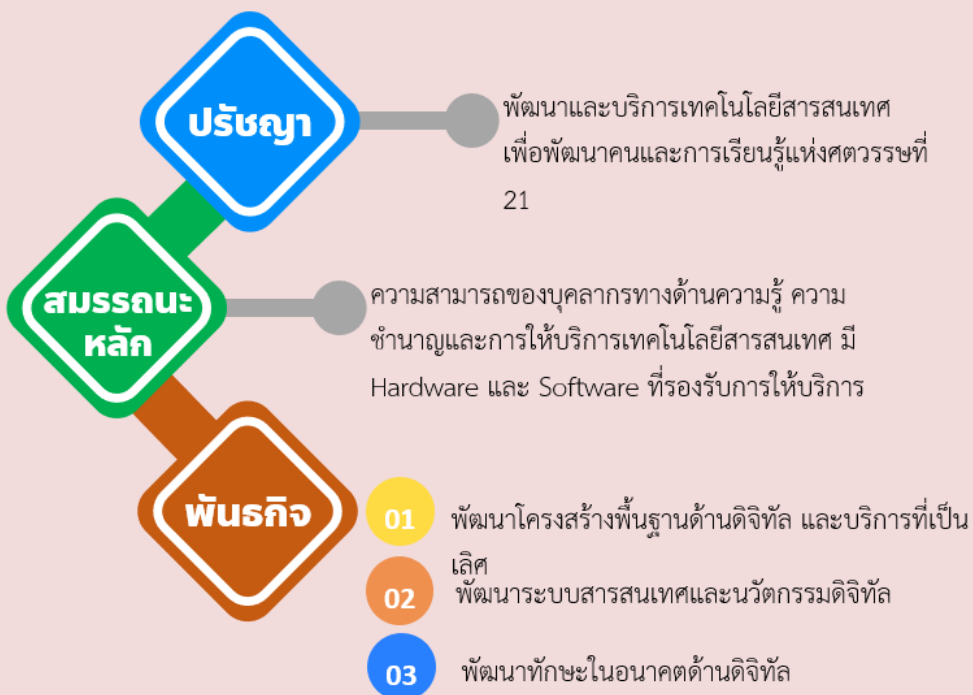 ปรัชญา
พัฒนาและบริการเทคโนโลยีสารสนเทศ
เพื่อพัฒนาคนและการเรียนรู้แห่งศตวรรษที่
21
สมรรถนะ
หลัก
ความสามารถของบุคลากรทางด้านความรู้ ความ
ชำนาญและการให้บริการเทคโนโลยีสารสนเทศ มี
Hardware และ Software ที่รองรับการให้บริการ
พันธกิจ
01 พัฒนาโครงสร้างพื้นฐานด้านดิจิทัล และบริการที่เป็น
เลิศ
02 พัฒนาระบบสารสนเทศและนวัตกรรมดิจิทัล
03 พัฒนาทักษะในอนาคตด้านดิจิทัล